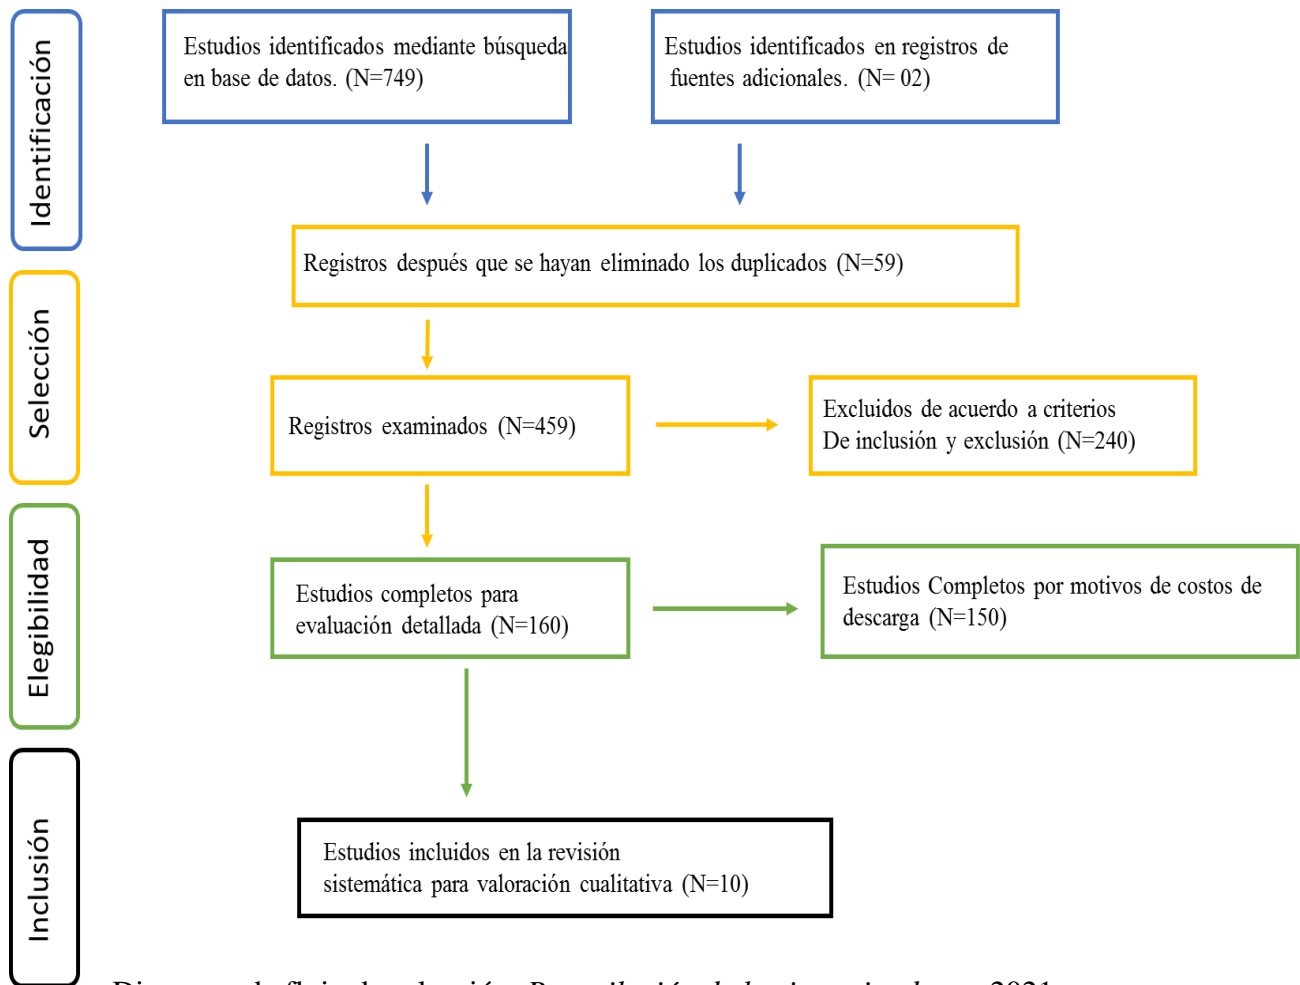 Identificación
Estudios identificados mediante búsqueda
en base de datos. (N=749)
Estudios identificados en registros de
fuentes adicionales. (N= 02)
Registros después que se hayan eliminado los duplicados (N=59)
Selección
Registros examinados (N=459)
Excluidos de acuerdo a criterios
De inclusión y exclusión (N=240)
Elegibilidad
Estudios completos para
evaluación detallada (N=160)
Estudios Completos por motivos de costos de
descarga (N=150)
Inclusión
Estudios incluidos en la revisión
sistemática para valoración cualitativa (N=10)
2021